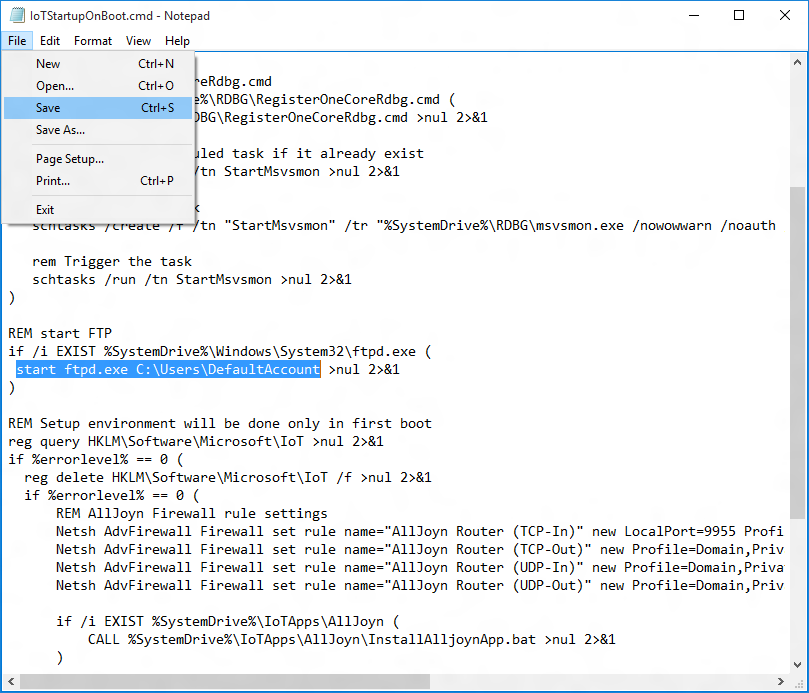 IoTStartupOnBoot.cmd - Notepad
File Edit Format View Help
New Ctrl+N
Open... Ctrl+O
Save Ctrl+S
Save As...
Page Setup...
Print... Ctrl+P
Exit
eRdbg.cmd
%\RDBG\RegisterOneCoreRdbg.cmd (
BG\RegisterOneCoreRdbg.cmd >nul 2>&1
uled task if it already exist
/tn StartMsvsmon >nul 2>&1
schtasks /create /f /tn "StartMsvsmon" /tr "%SystemDrive%\RDBG\msvsmon.exe /nowowwarn /noauth
rem Trigger the task
schtasks /run /tn StartMsvsmon >nul 2>&1
)
REM start FTP
if /i EXIST %SystemDrive%\Windows\System32\ftpd.exe (
start ftpd.exe C:\Users\DefaultAccount >nul 2>&1
)
REM Setup environment will be done only in first boot
reg query HKLM\Software\Microsoft\IoT >nul 2>&1
if %errorlevel% == 0 (
reg delete HKLM\Software\Microsoft\IoT /f >nul 2>&1
if %errorlevel% == 0 (
REM AllJoyn Firewall rule settings
Netsh AdvFirewall Firewall set rule name="AllJoyn Router (TCP-In)" new LocalPort=9955 Profi
Netsh AdvFirewall Firewall set rule name="AllJoyn Router (TCP-Out)" new Profile=Domain,Priv
Netsh AdvFirewall Firewall set rule name="AllJoyn Router (UDP-In)" new Profile=Domain,Priva
Netsh AdvFirewall Firewall set rule name="AllJoyn Router (UDP-Out)" new Profile=Domain,Priv
if /i EXIST %SystemDrive%\IoTApps\AllJoyn (
CALL %SystemDrive%\IoTApps\AllJoyn\InstallAlljoynApp.bat >nul 2>&1
)